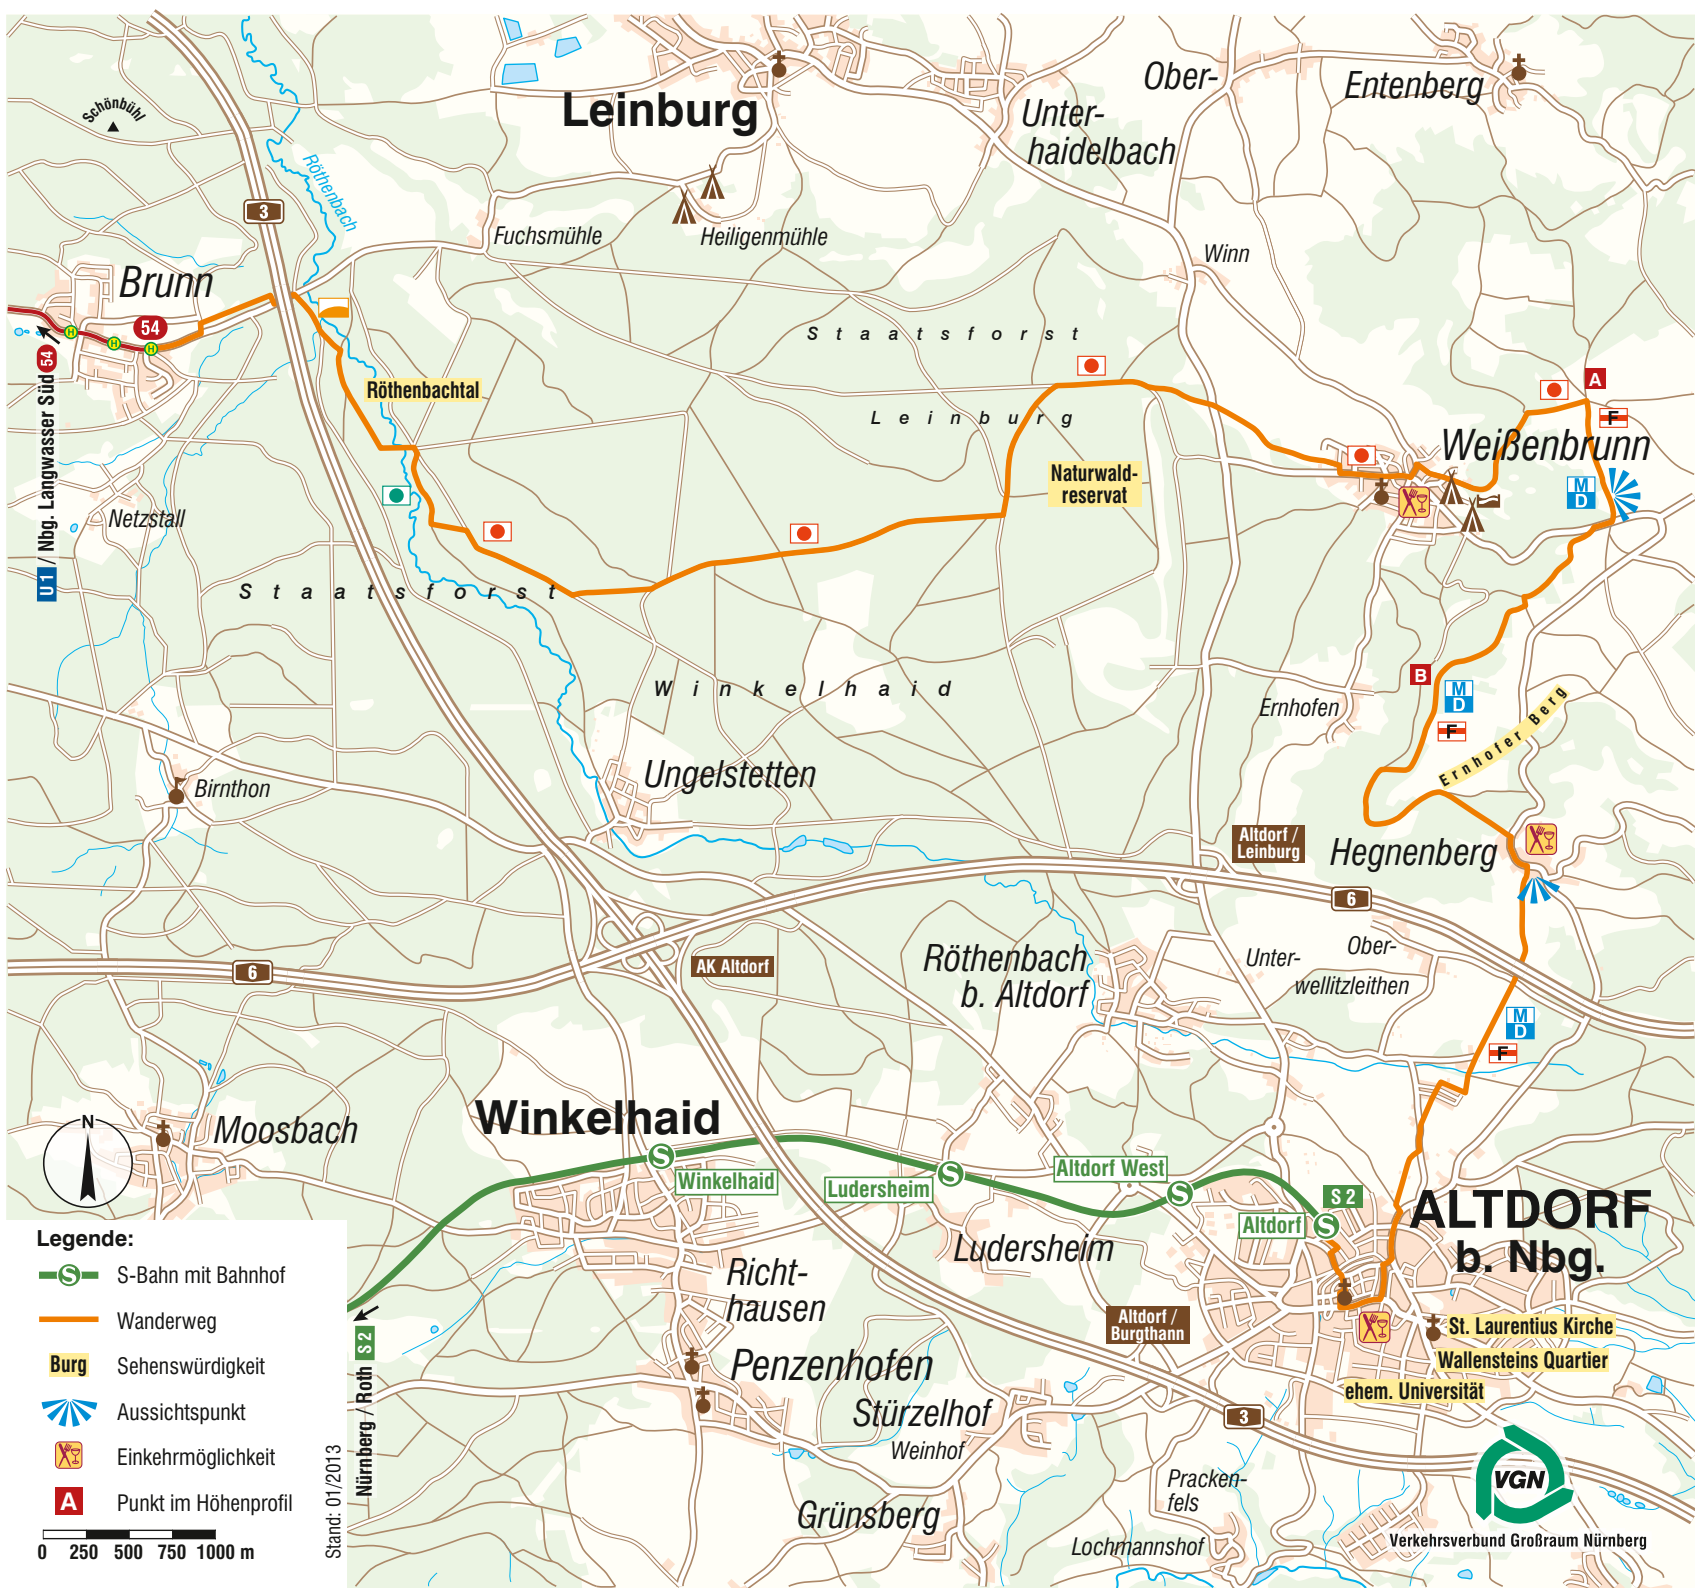 Leinburg
Ober-
Unter-
haidelbach
Entenberg
Schönbühl
Röthenbach
3
Fuchsmühle
Heiligenmühle
Winn
Brunn
54
H
H
H
U1 / Nbg. Langwasser Süd 54
Staatsforst
Leinburg
Röthenbachtal
Naturwald-
reservat
A
F
Weißenbrunn
M
D
Netzstall
Staatsforst
Winkelhaid
B
M
D
F
Ernhofen
Ernhofer Berg
Ungelstetten
Birnthon
Altdorf /
Leinburg
Hegnenberg
6
6
AK Altdorf
Röthenbach
b. Altdorf
Unter-
Ober-
wellitzleithen
M
D
F
N
Moosbach
Winkelhaid
S
Winkelhaid
S
Ludersheim
Altdorf West
S
S 2
Altdorf
S
ALTDORF
b. Nbg.
Ludersheim
Richt-
hausen
Penzenhofen
Altdorf /
Burgthann
St. Laurentius Kirche
Wallensteins Quartier
ehem. Universität
Stürzelhof
Weinhof
3
Grünsberg
Pracken-
fels
Lochmannshof
Legende:
S S-Bahn mit Bahnhof
Wanderweg
Burg Sehenswürdigkeit
Aussichtspunkt
Einkehrmöglichkeit
A Punkt im Höhenprofil
0 250 500 750 1000 m
Stand: 01/2013
Nürnberg / Roth S 2
VGN
Verkehrsverbund Großraum Nürnberg